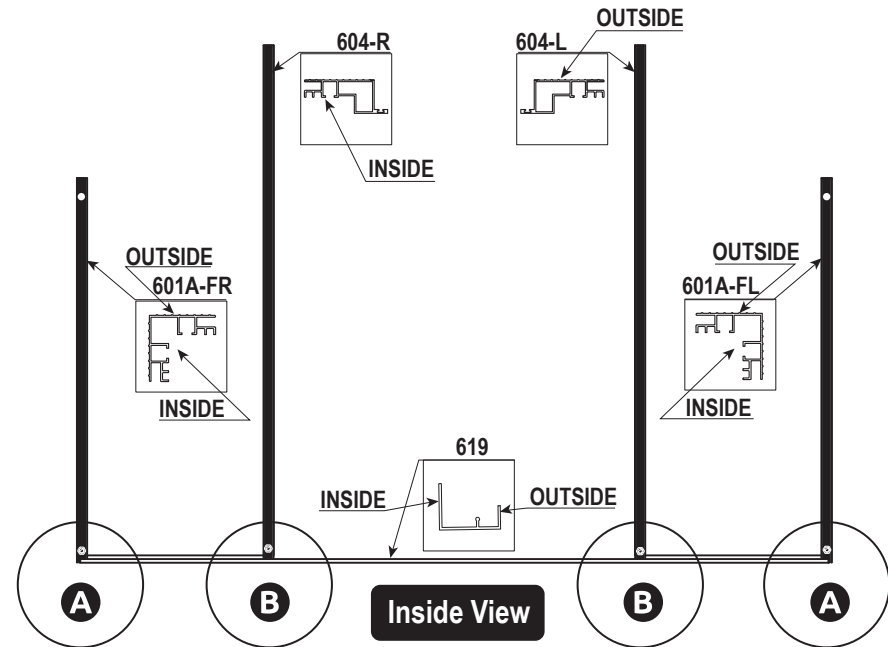 OUTSIDE
604-R
604-L
INSIDE
OUTSIDE
601A-FR
OUTSIDE
601A-FL
INSIDE
INSIDE
619
INSIDE
OUTSIDE
A
B
Inside View
B
A